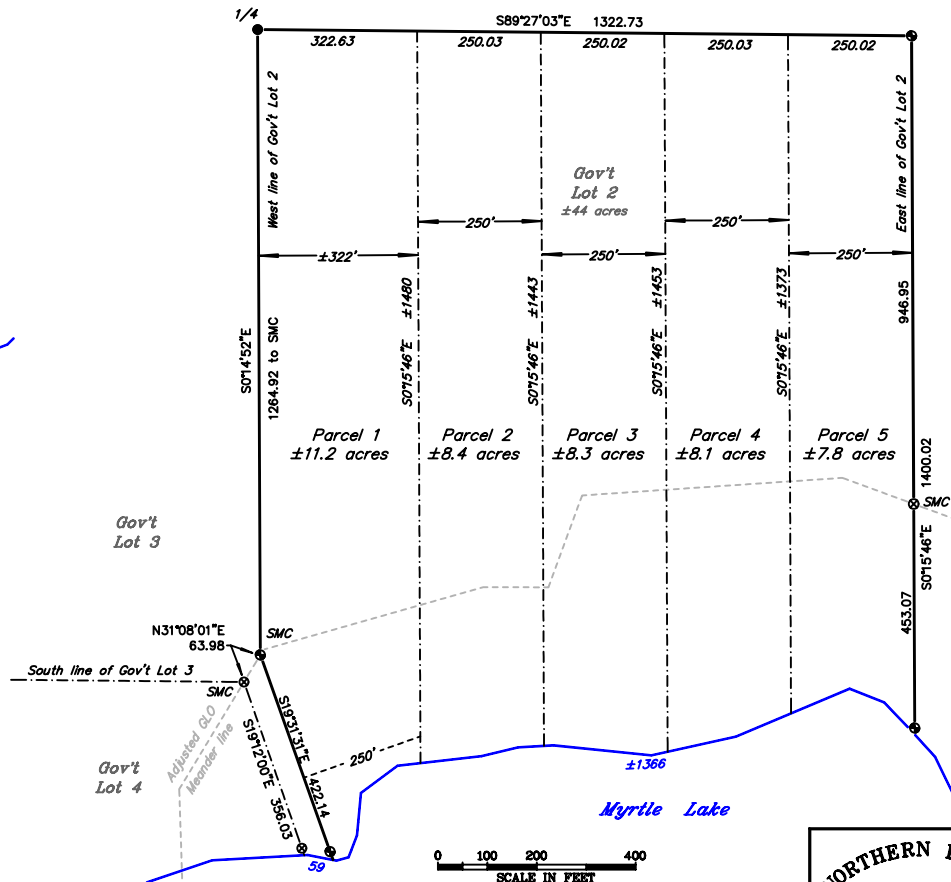 1/4
S89°27'03"E 1322.73
322.63
250.03
250.02
250.03
250.02
West line of Gov't Lot 2
East line of Gov't Lot 2
Gov't
Lot 2
±44 acres
250'
250'
±322'
250'
250'
S0°15'46"E ±1480
S0°15'46"E ±1443
S0°15'46"E ±1453
S0°15'46"E ±1373
946.95
S0°14'52"E
1264.92 to SMC
Parcel 1
±11.2 acres
Parcel 2
±8.4 acres
Parcel 3
±8.3 acres
Parcel 4
±8.1 acres
Parcel 5
±7.8 acres
1400.02
SMC
S0°15'46"E
453.07
Gov't
Lot 3
N31°08'01"E
63.98
SMC
South line of Gov't Lot 3
SMC
Adjusted GLO
Meander line
S19°31'31"E 422.14
S19°12'00"E 356.03
250'
Gov't
Lot 4
±1366
Myrtle Lake
59
0 100 200 400
SCALE IN FEET
NORTHERN